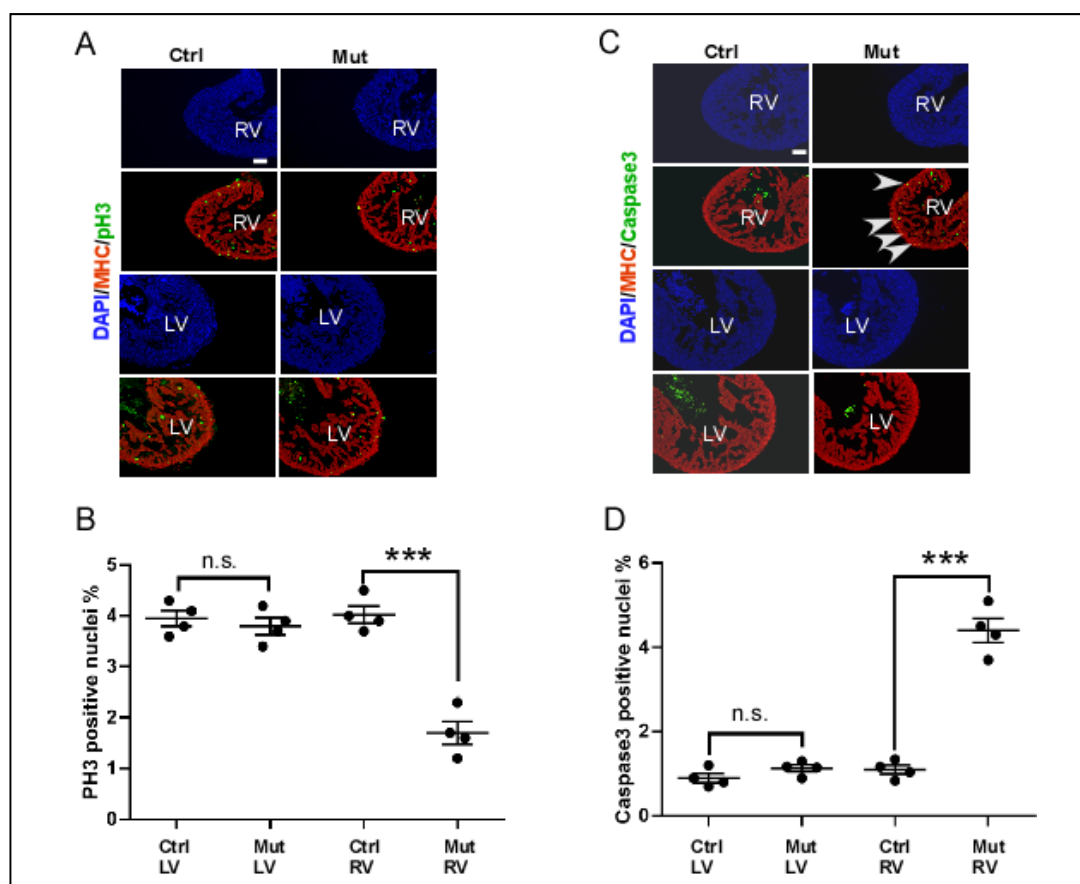 A
Ctrl
Mut
DAPI/MHC/pH3
RV
RV
RV
RV
LV
LV
LV
LV
C
Ctrl
Mut
DAPI/MHC/Caspase3
RV
RV
RV
RV
LV
LV
LV
LV
B
PH3 positive nuclei %
5
4
3
2
1
0
n.s.
***
Ctrl
LV
Mut
LV
Ctrl
RV
Mut
RV
D
Caspase3 positive nuclei %
6
4
2
0
n.s.
***
Ctrl
LV
Mut
LV
Ctrl
RV
Mut
RV